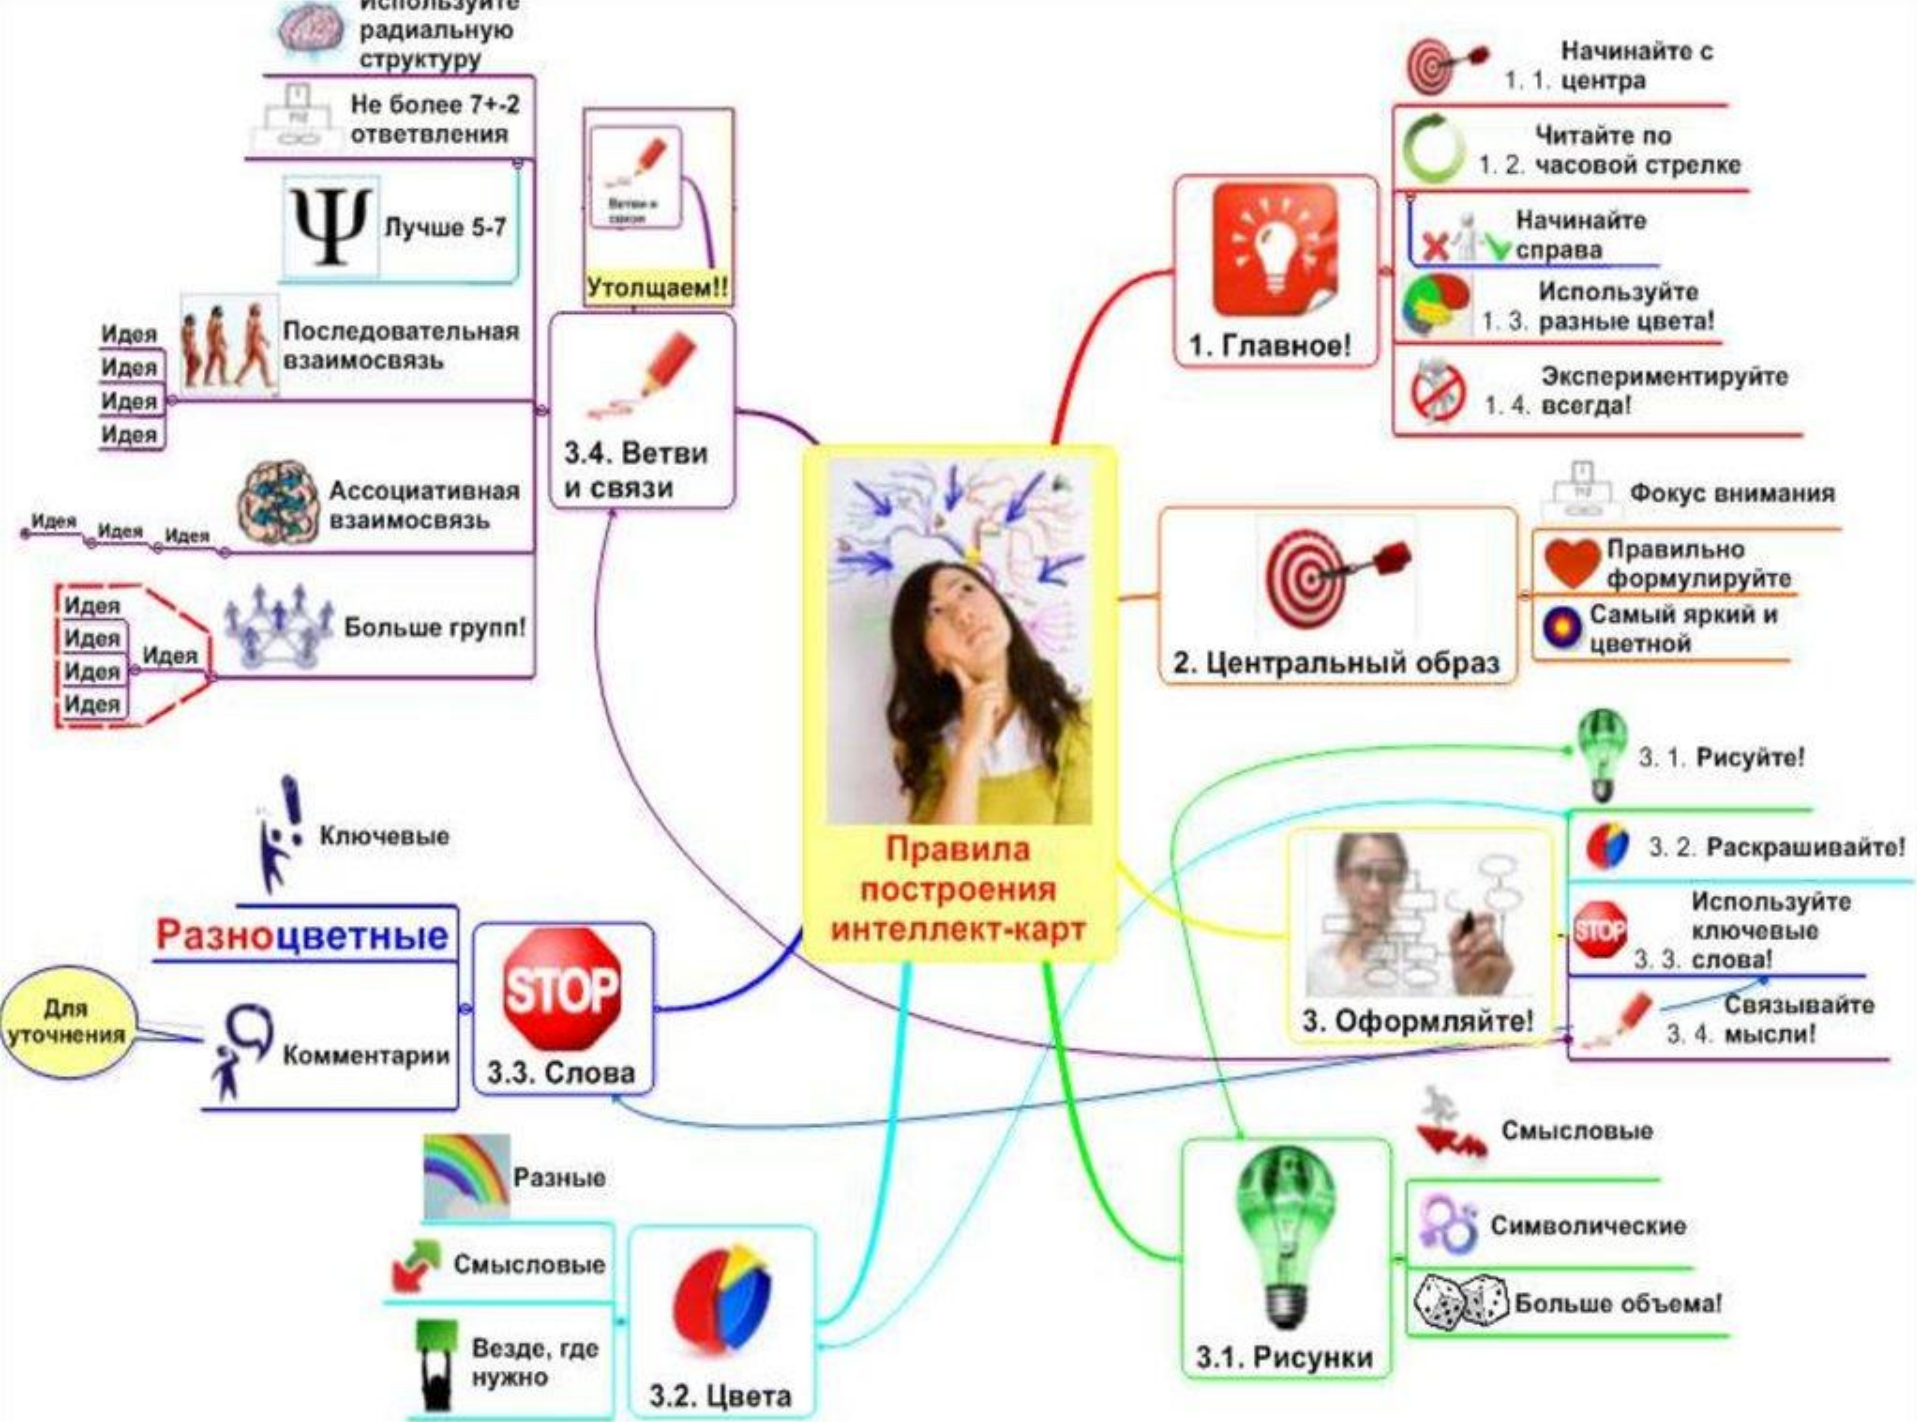 Используйте
радиальную
структуру
Не более 7+-2
ответвления
Лучше 5-7
Последовательная
взаимосвязь
Идея
Идея
Идея
Идея
Ассоциативная
взаимосвязь
Идея
Идея
Идея
Больше групп!
Идея
Идея
Идея
Идея
Идея
Ветви и
связи
Утолщаем!!
3.4. Ветви
и связи
1. Главное!
Начинайте с
1. 1. центра
Читайте по
1. 2. часовой стрелке
Начинайте
справа
Используйте
1. 3. разные цвета!
Экспериментируйте
1. 4. всегда!
2. Центральный образ
Фокус внимания
Правильно
формулируйте
Самый яркий и
цветной
Правила
построения
интеллект-карт
3. Оформляйте!
3. 1. Рисуйте!
3. 2. Раскрашивайте!
STOP
Используйте
ключевые
3. 3. слова!
Связывайте
3. 4. мысли!
Ключевые
Разноцветные
Для
уточнения
Комментарии
STOP
3.3. Слова
Разные
Смысловые
Везде, где
нужно
3.2. Цвета
3.1. Рисунки
Смысловые
Символические
Больше объема!